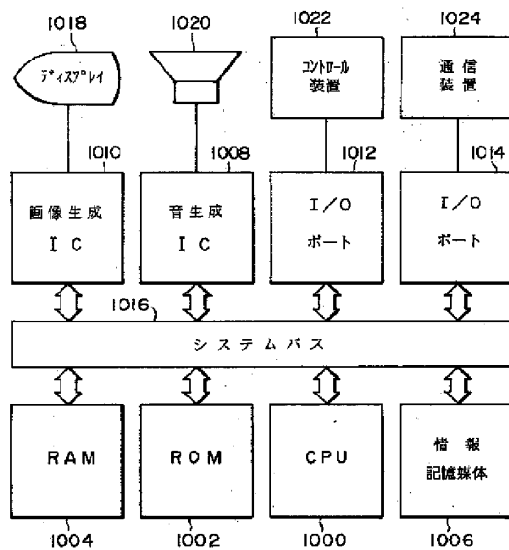 1018
1020
1022
1024
ディスプレイ
コントロール
装置
通信
装置
1010
1008
1012
1014
画像生成
IC
音生成
IC
I/O
ポート
I/O
ポート
1016
システムバス
RAM
ROM
CPU
情報
記憶媒体
1004
1002
1000
1006